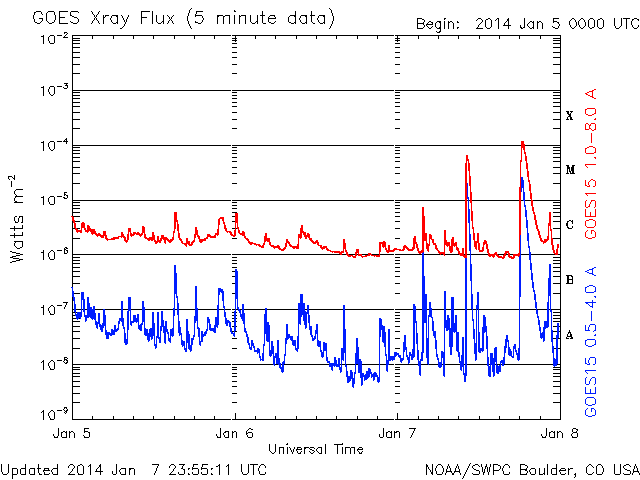 GOES Xray Flux (5 minute data)
Begin: 2014 Jan 5 0000 UTC
10⁻²
10⁻³
10⁻⁴
10⁻⁵
10⁻⁶
10⁻⁷
10⁻⁸
10⁻⁹
Watts m⁻²
X
M
C
B
A
GOES15 1.0-8.0 A
GOES15 0.5-4.0 A
Jan 5
Jan 6
Jan 7
Jan 8
Universal Time
Updated 2014 Jan 7 23:55:11 UTC
NOAA/SWPC Boulder, CO USA